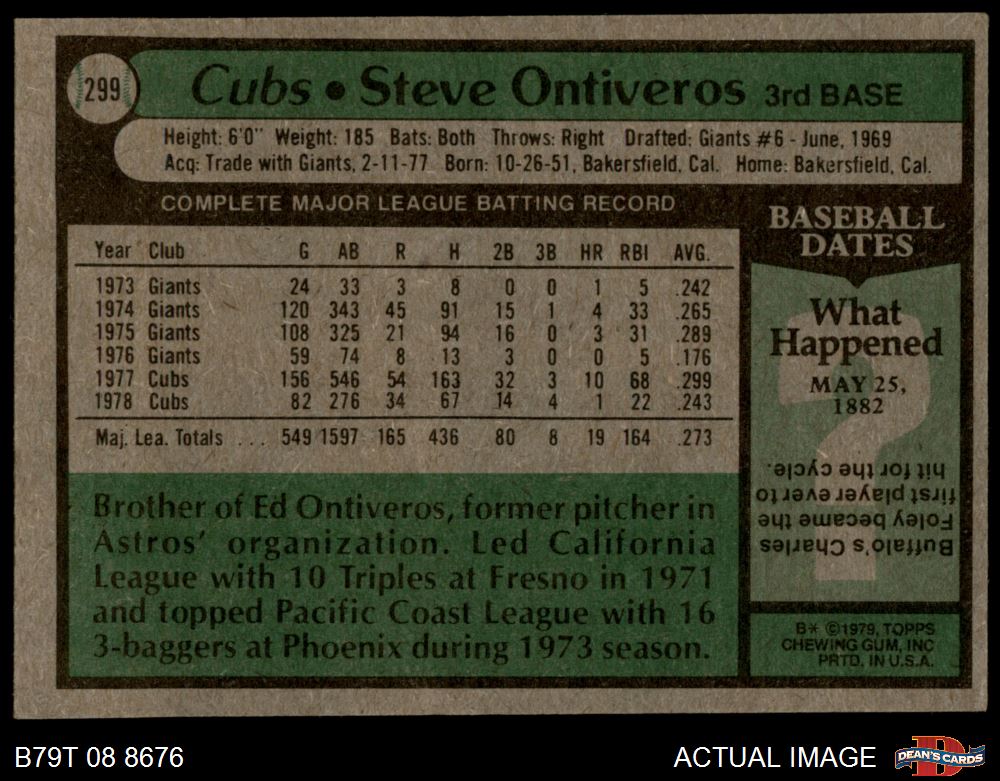 299
Cubs • Steve Ontiveros 3rd BASE
Height: 6'0" Weight: 185 Bats: Both Throws: Right Drafted: Giants #6 - June, 1969
Acq: Trade with Giants, 2-11-77 Born: 10-26-51, Bakersfield, Cal. Home: Bakersfield, Cal.
COMPLETE MAJOR LEAGUE BATTING RECORD
Year Club G AB R H 2B 3B HR RBI AVG.
1973 Giants 24 33 3 8 0 0 1 5 .242
1974 Giants 120 343 45 91 15 1 4 33 .265
1975 Giants 108 325 21 94 16 0 3 31 .289
1976 Giants 59 74 8 13 3 0 0 5 .176
1977 Cubs 156 546 54 163 32 3 10 68 .299
1978 Cubs 82 276 34 67 14 4 1 22 .243
Maj. Lea. Totals ... 549 1597 165 436 80 8 19 164 .273
Brother of Ed Ontiveros, former pitcher in
Astros' organization. Led California
League with 10 Triples at Fresno in 1971
and topped Pacific Coast League with 16
3-baggers at Phoenix during 1973 season.
BASEBALL
DATES
What
Happened
MAY 25,
1882
?
Buffalo's Charles
Foley became the
first player ever to
hit for the cycle.
B* ©1979, TOPPS
CHEWING GUM, INC
PRTD. IN U.S.A.
B79T 08 8676
ACTUAL IMAGE
D
DEAN'S CARDS